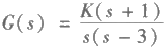 G(s) = K(s + 1) / s(s − 3)